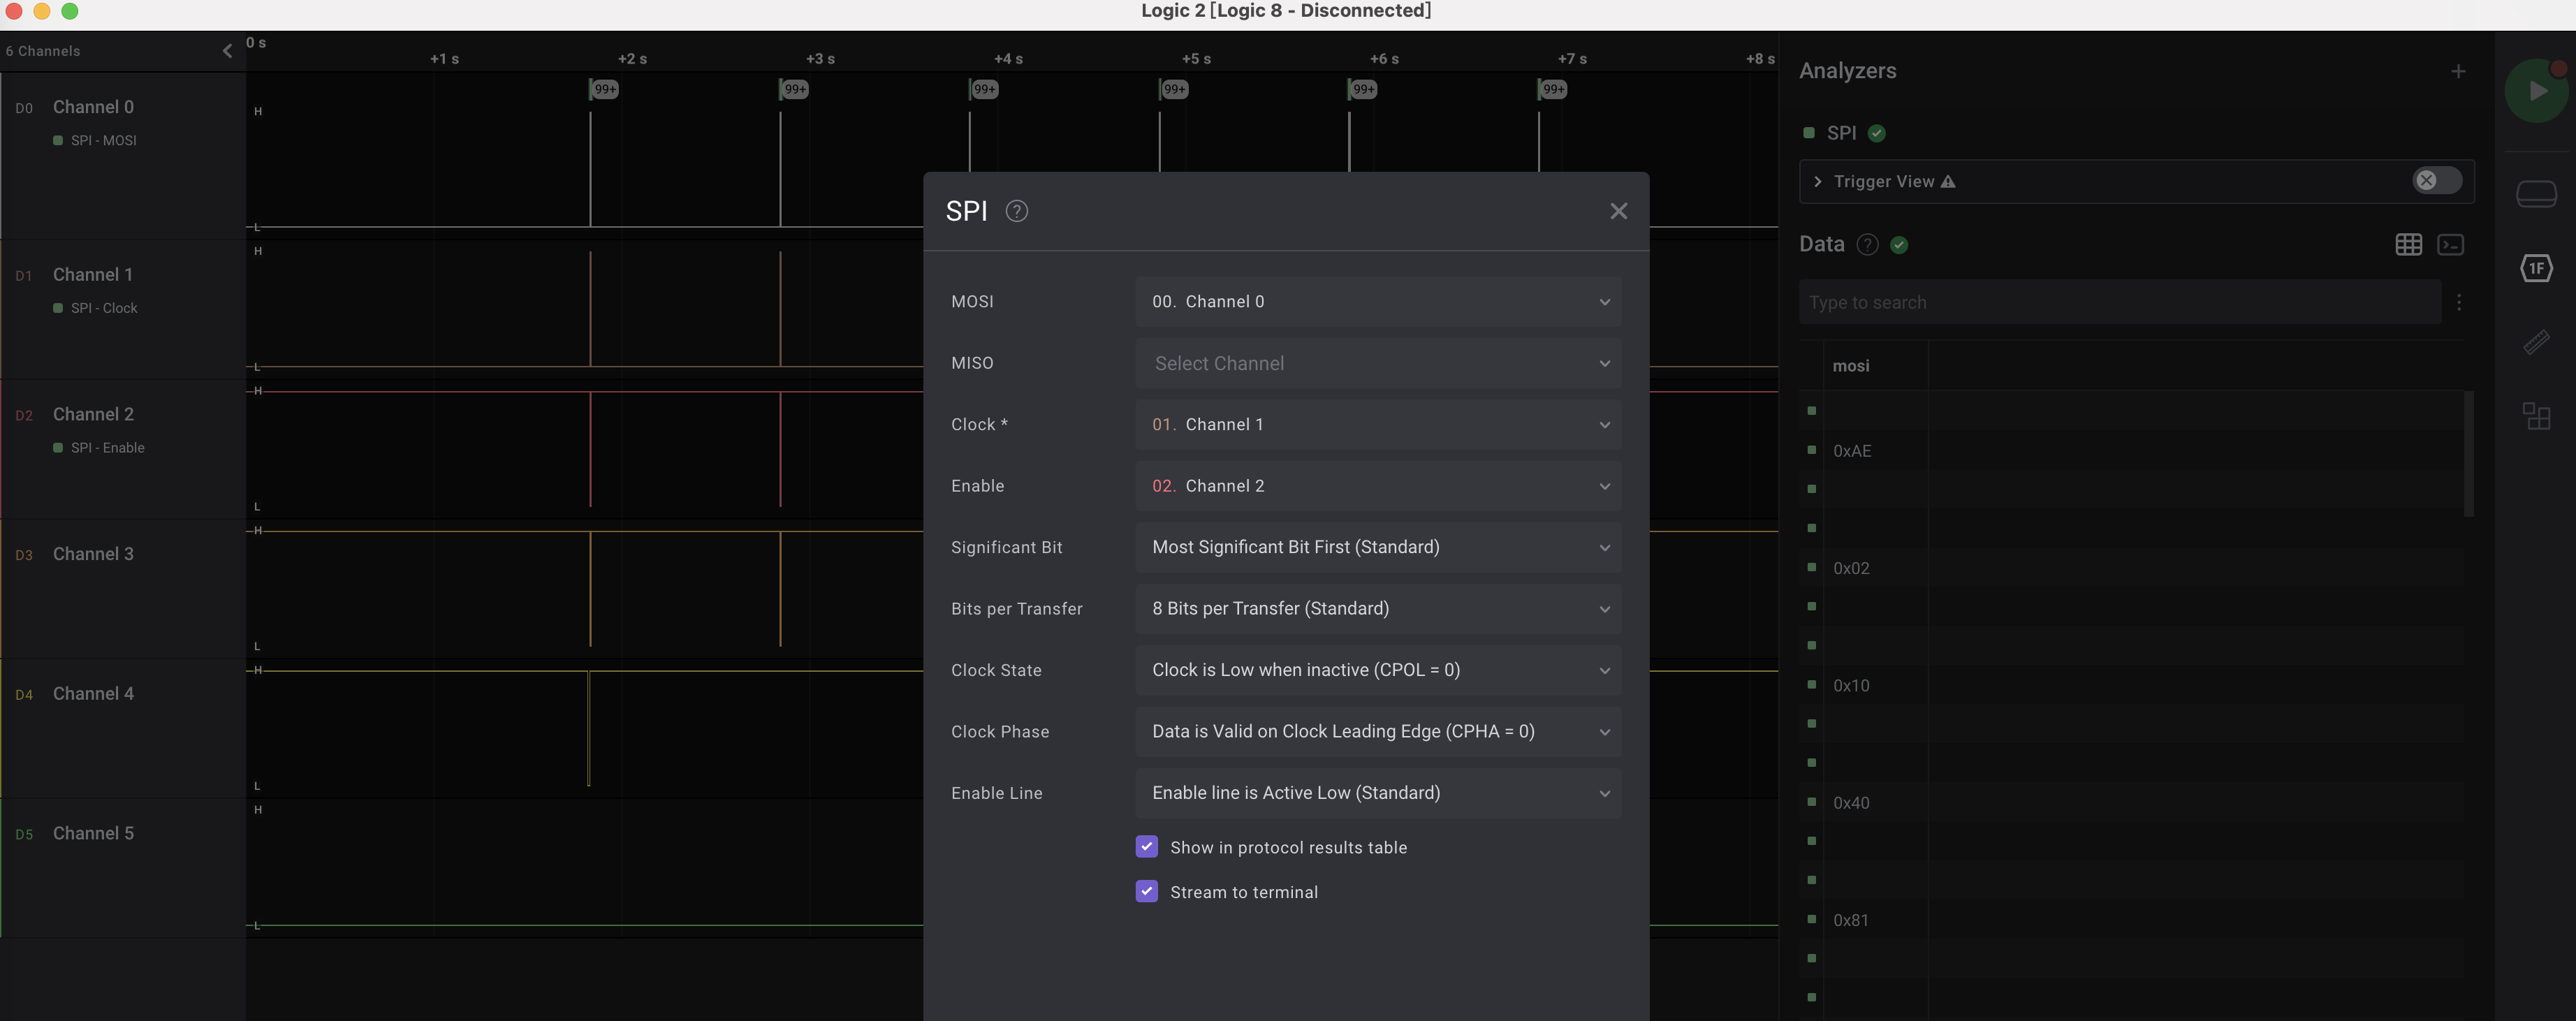 Logic 2 [Logic 8 - Disconnected]
6 Channels
0 s
+1 s
+2 s
+3 s
+4 s
+5 s
+6 s
+7 s
+8 s
99+
99+
99+
99+
99+
99+
D0 Channel 0
SPI - MOSI
H
L
D1 Channel 1
SPI - Clock
H
L
D2 Channel 2
SPI - Enable
H
L
D3 Channel 3
H
L
D4 Channel 4
H
L
D5 Channel 5
H
L
SPI ?
MOSI 00. Channel 0
MISO Select Channel
Clock * 01. Channel 1
Enable 02. Channel 2
Significant Bit Most Significant Bit First (Standard)
Bits per Transfer 8 Bits per Transfer (Standard)
Clock State Clock is Low when inactive (CPOL = 0)
Clock Phase Data is Valid on Clock Leading Edge (CPHA = 0)
Enable Line Enable line is Active Low (Standard)
Show in protocol results table
Stream to terminal
Analyzers
SPI
Trigger View
Data ?
Type to search
mosi
0xAE
0x02
0x10
0x40
0x81
1F